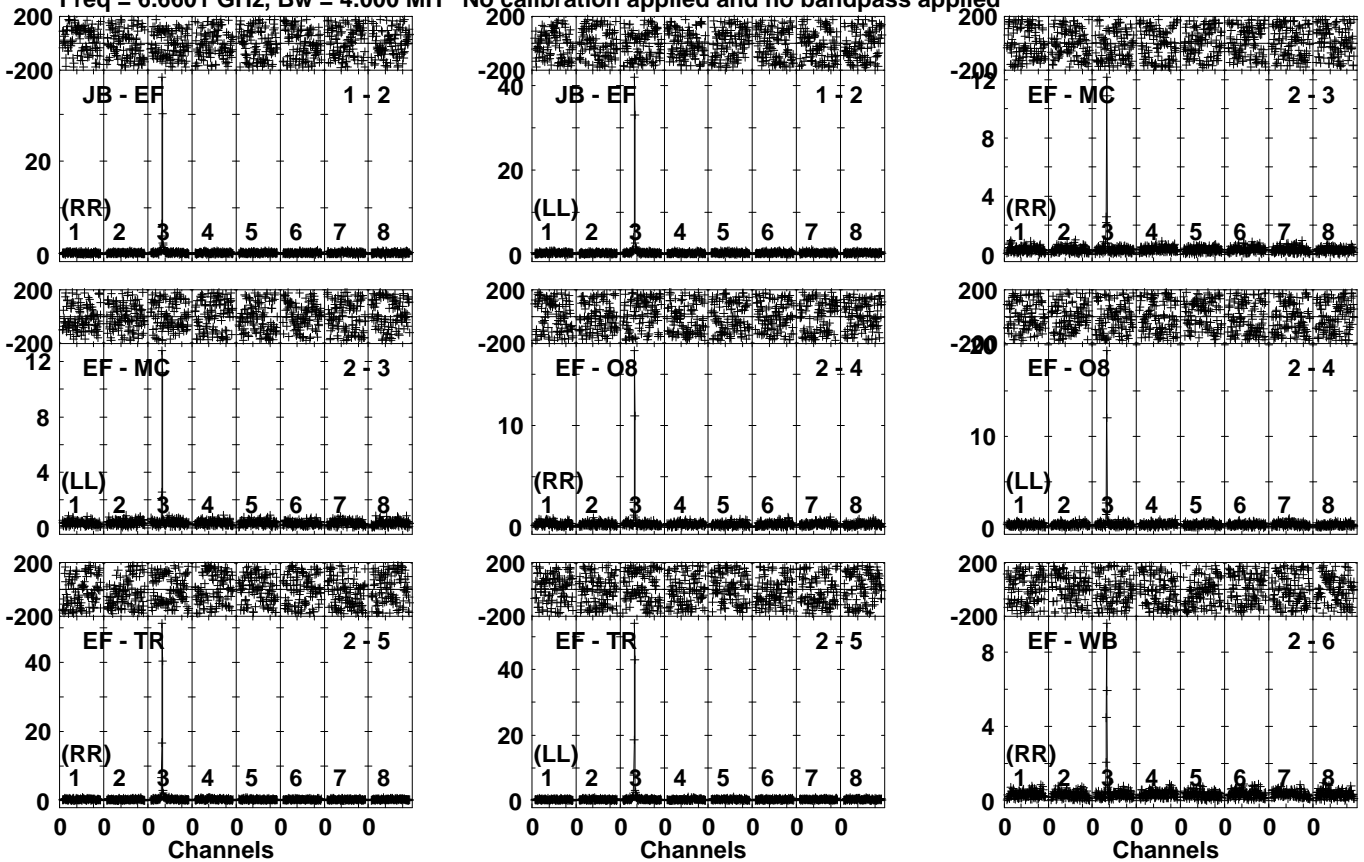 Freq = 6.6601 GHz, Bw = 4.000 MH No calibration applied and no bandpass applied
200
-200
JB - EF 1 - 2
20
(RR)
1 2 3 4 5 6 7 8
0
200
-200
40
JB - EF 1 - 2
20
(LL)
1 2 3 4 5 6 7 8
0
200
-200
12
EF - MC 2 - 3
8
4
(RR)
1 2 3 4 5 6 7 8
0
200
-200
12
EF - MC 2 - 3
8
4
(LL)
1 2 3 4 5 6 7 8
0
200
-200
EF - O8 2 - 4
10
(RR)
1 2 3 4 5 6 7 8
0
200
-200
20
EF - O8 2 - 4
10
(LL)
1 2 3 4 5 6 7 8
0
200
-200
EF - TR 2 - 5
40
20
(RR)
1 2 3 4 5 6 7 8
0
0 0 0 0 0 0 0 0
Channels
200
-200
EF - TR 2 - 5
40
20
(LL)
1 2 3 4 5 6 7 8
0
0 0 0 0 0 0 0 0
Channels
200
-200
EF - WB 2 - 6
8
4
(RR)
1 2 3 4 5 6 7 8
0
0 0 0 0 0 0 0 0
Channels